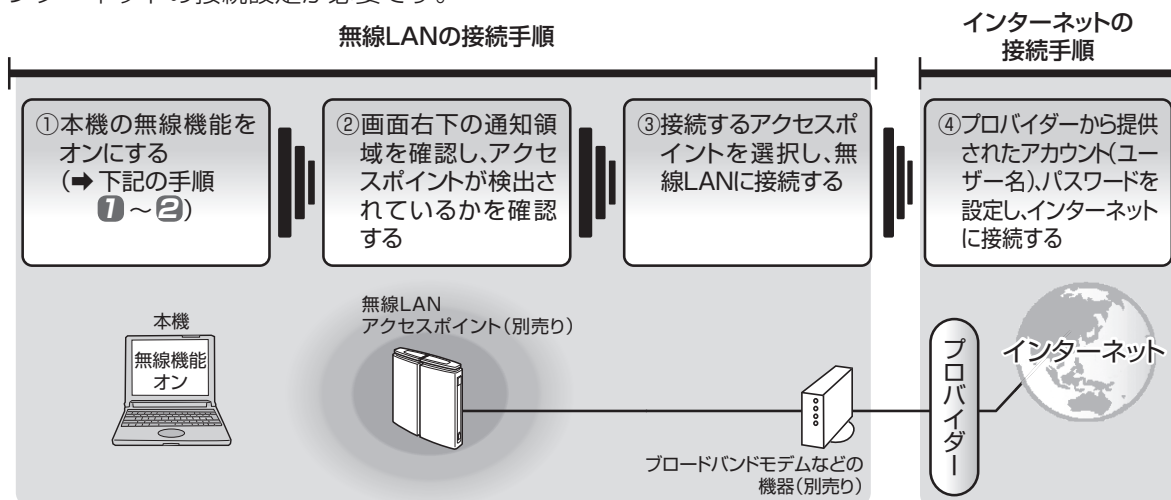 無線LANの接続手順
インターネットの
接続手順
①本機の無線機能を
オンにする
(➡ 下記の手順
1 ～ 2)
②画面右下の通知領
域を確認し、アクセ
スポイントが検出さ
れているかを確認
する
③接続するアクセスポ
イントを選択し、無
線LANに接続する
④プロバイダーから提供
されたアカウント(ユー
ザー名)、パスワードを
設定し、インターネット
に接続する
本機
無線機能
オン
無線LAN
アクセスポイント(別売り)
ブロードバンドモデムなどの
機器(別売り)
プロバイダー
インターネット